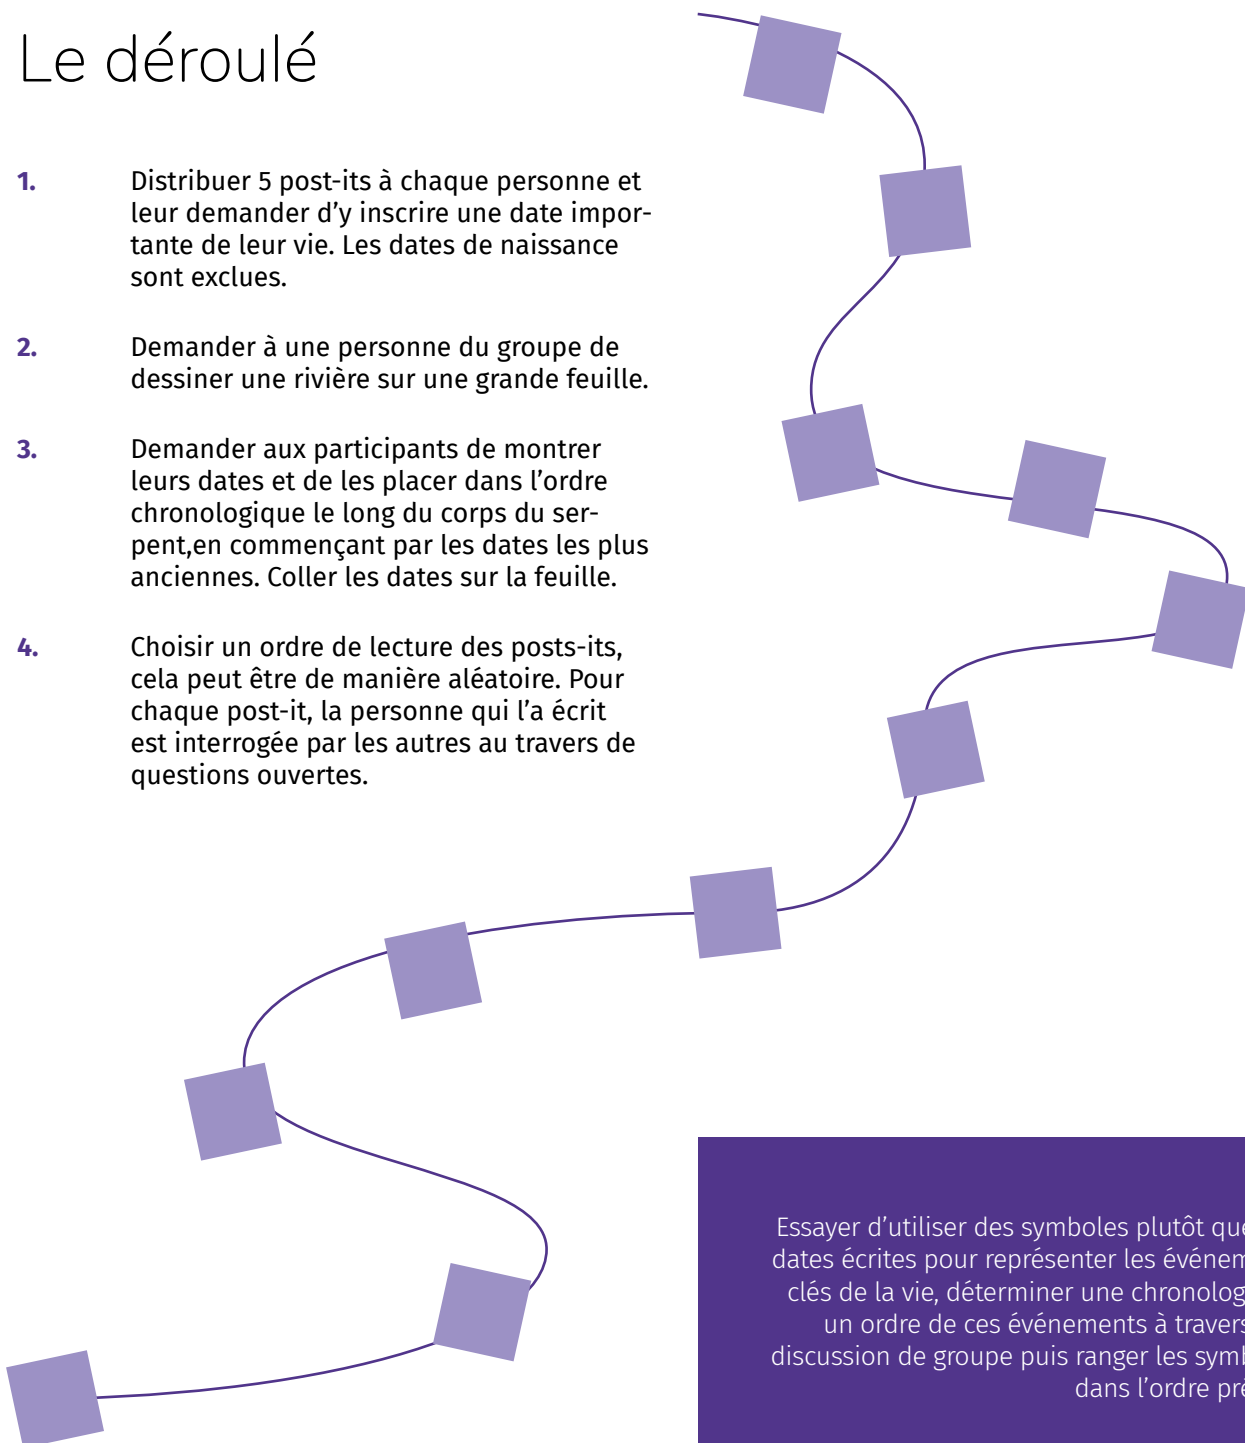 Le déroulé
1. Distribuer 5 post-its à chaque personne et
leur demander d’y inscrire une date impor-
tante de leur vie. Les dates de naissance
sont exclues.
2. Demander à une personne du groupe de
dessiner une rivière sur une grande feuille.
3. Demander aux participants de montrer
leurs dates et de les placer dans l’ordre
chronologique le long du corps du ser-
pent,en commençant par les dates les plus
anciennes. Coller les dates sur la feuille.
4. Choisir un ordre de lecture des posts-its,
cela peut être de manière aléatoire. Pour
chaque post-it, la personne qui l’a écrit
est interrogée par les autres au travers de
questions ouvertes.
Essayer d’utiliser des symboles plutôt que
dates écrites pour représenter les
clés de la vie, déterminer une
un ordre de ces événements à travers
discussion de groupe puis ranger les
dans l’ordre